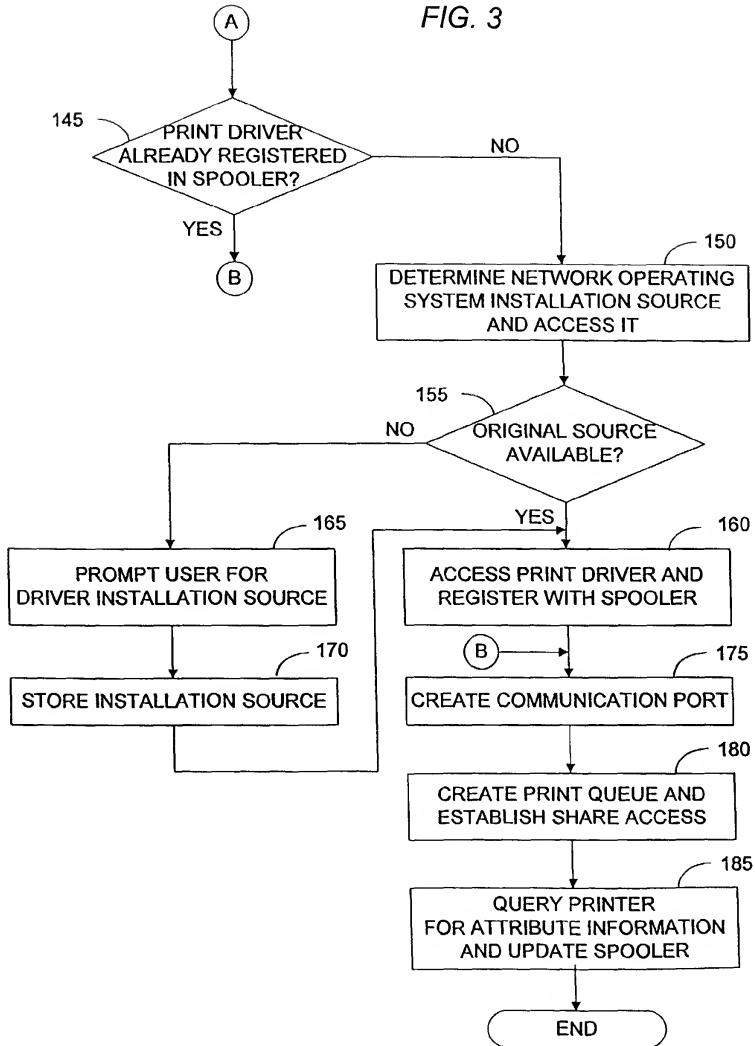 FIG. 3
A
145
PRINT DRIVER
ALREADY REGISTERED
IN SPOOLER?
NO
YES
B
150
DETERMINE NETWORK OPERATING
SYSTEM INSTALLATION SOURCE
AND ACCESS IT
155
ORIGINAL SOURCE
AVAILABLE?
NO
YES
165
PROMPT USER FOR
DRIVER INSTALLATION SOURCE
160
ACCESS PRINT DRIVER AND
REGISTER WITH SPOOLER
170
STORE INSTALLATION SOURCE
B
175
CREATE COMMUNICATION PORT
180
CREATE PRINT QUEUE AND
ESTABLISH SHARE ACCESS
185
QUERY PRINTER
FOR ATTRIBUTE INFORMATION
AND UPDATE SPOOLER
END